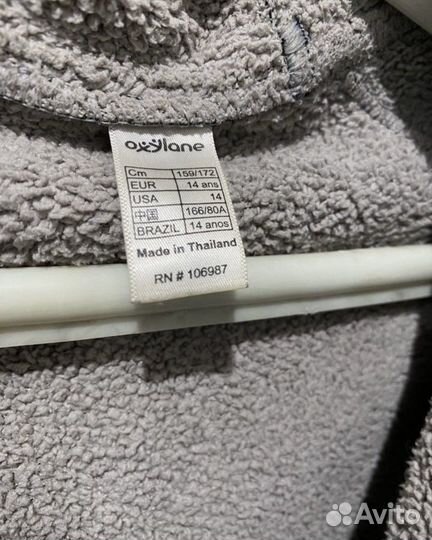 oxylane
Cm 159/172
EUR 14 ans
USA 14
中国 166/80A
BRAZIL 14 anos
Made in Thailand
RN # 106987
Avito